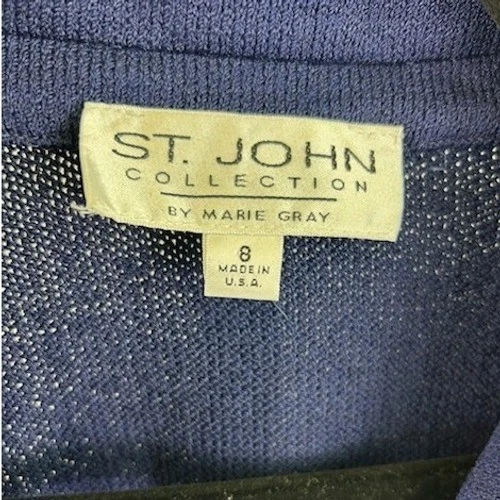 ST. JOHN
COLLECTION
BY MARIE GRAY
8
MADE IN
U.S.A.